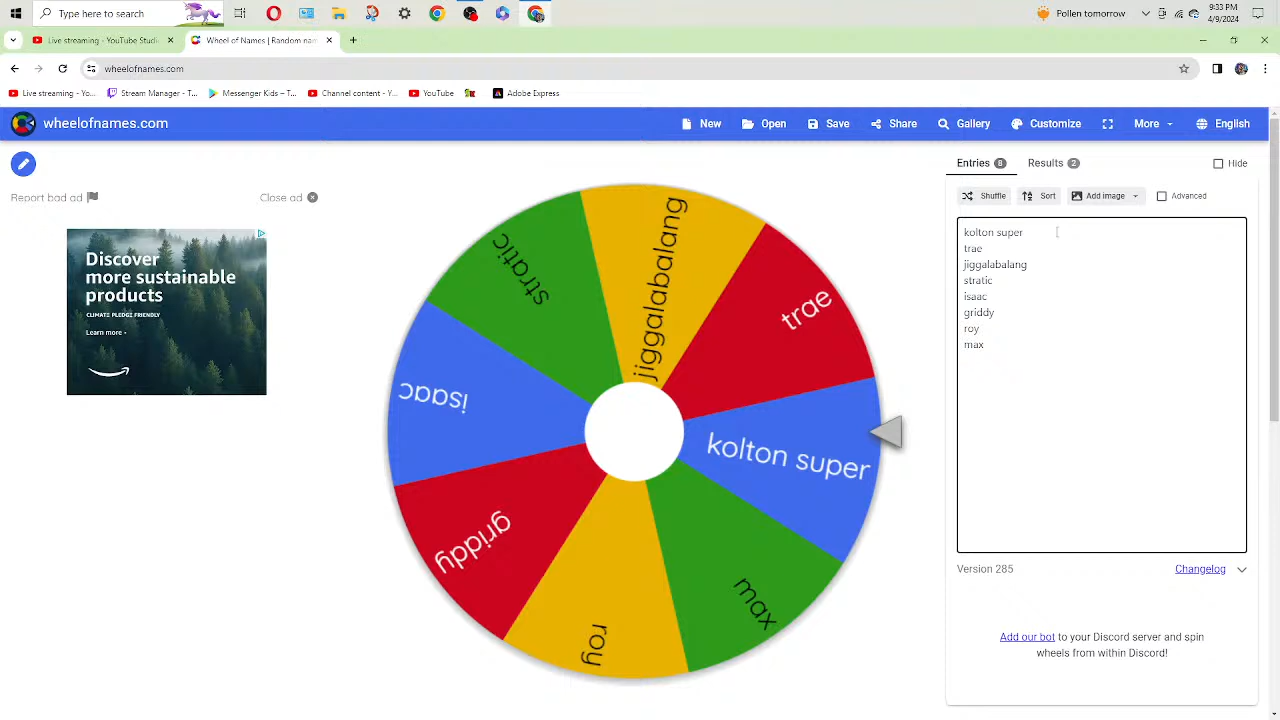 Type here to search
Pollen tomorrow
9:33 PM
4/9/2024
Live streaming - YouTube Studi
Wheel of Names | Random nam
wheelofnames.com
Live streaming - Yo...
Stream Manager - T...
Messenger Kids – T...
Channel content - Y...
YouTube
Adobe Express
wheelofnames.com
New
Open
Save
Share
Gallery
Customize
More
English
Entries 8
Results 2
Hide
Report bad ad
Close ad
Shuffle
Sort
Add image
Advanced
Discover
more sustainable
products
CLIMATE PLEDGE FRIENDLY
Learn more
kolton super
trae
jiggalabalang
stratic
isaac
griddy
roy
max
kolton super
trae
jiggalabalang
stratic
isaac
griddy
roy
max
Version 285
Changelog
Add our bot to your Discord server and spin
wheels from within Discord!